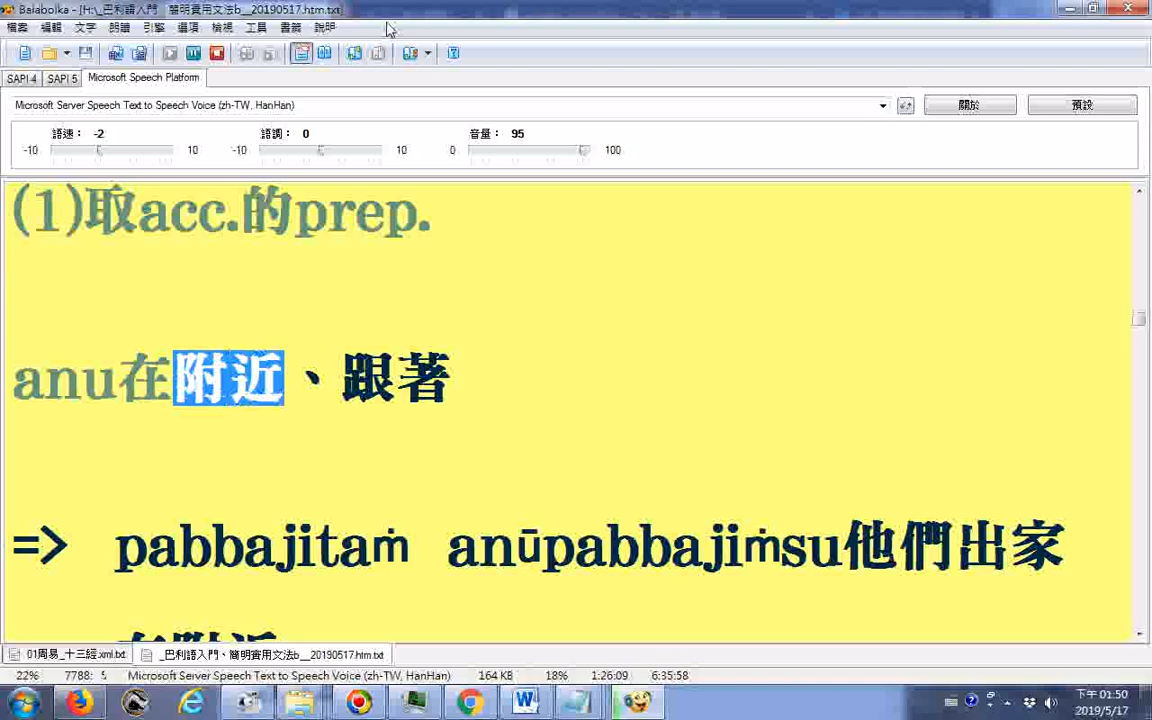 Balabolka - [H:\_巴利語入門、簡明實用文法b__20190517.htm.txt]
檔案 編輯 文字 朗讀 引擎 選項 檢視 工具 書籤 說明
SAPI 4 SAPI 5 Microsoft Speech Platform
Microsoft Server Speech Text to Speech Voice (zh-TW, HanHan) 關於 預設
語速： -2 語調： 0 音量： 95
-10 10 -10 10 0 100
(1)取acc.的prep.
anu在附近、跟著
=> pabbajitaṁ anūpabbajiṁsu他們出家
在附近
01周易_十三經.xml.txt _巴利語入門、簡明實用文法b__20190517.htm.txt
22% 7788: Microsoft Server Speech Text to Speech Voice (zh-TW, HanHan) 164 KB 18% 1:26:09 6:35:58
下午 01:50
2019/5/17